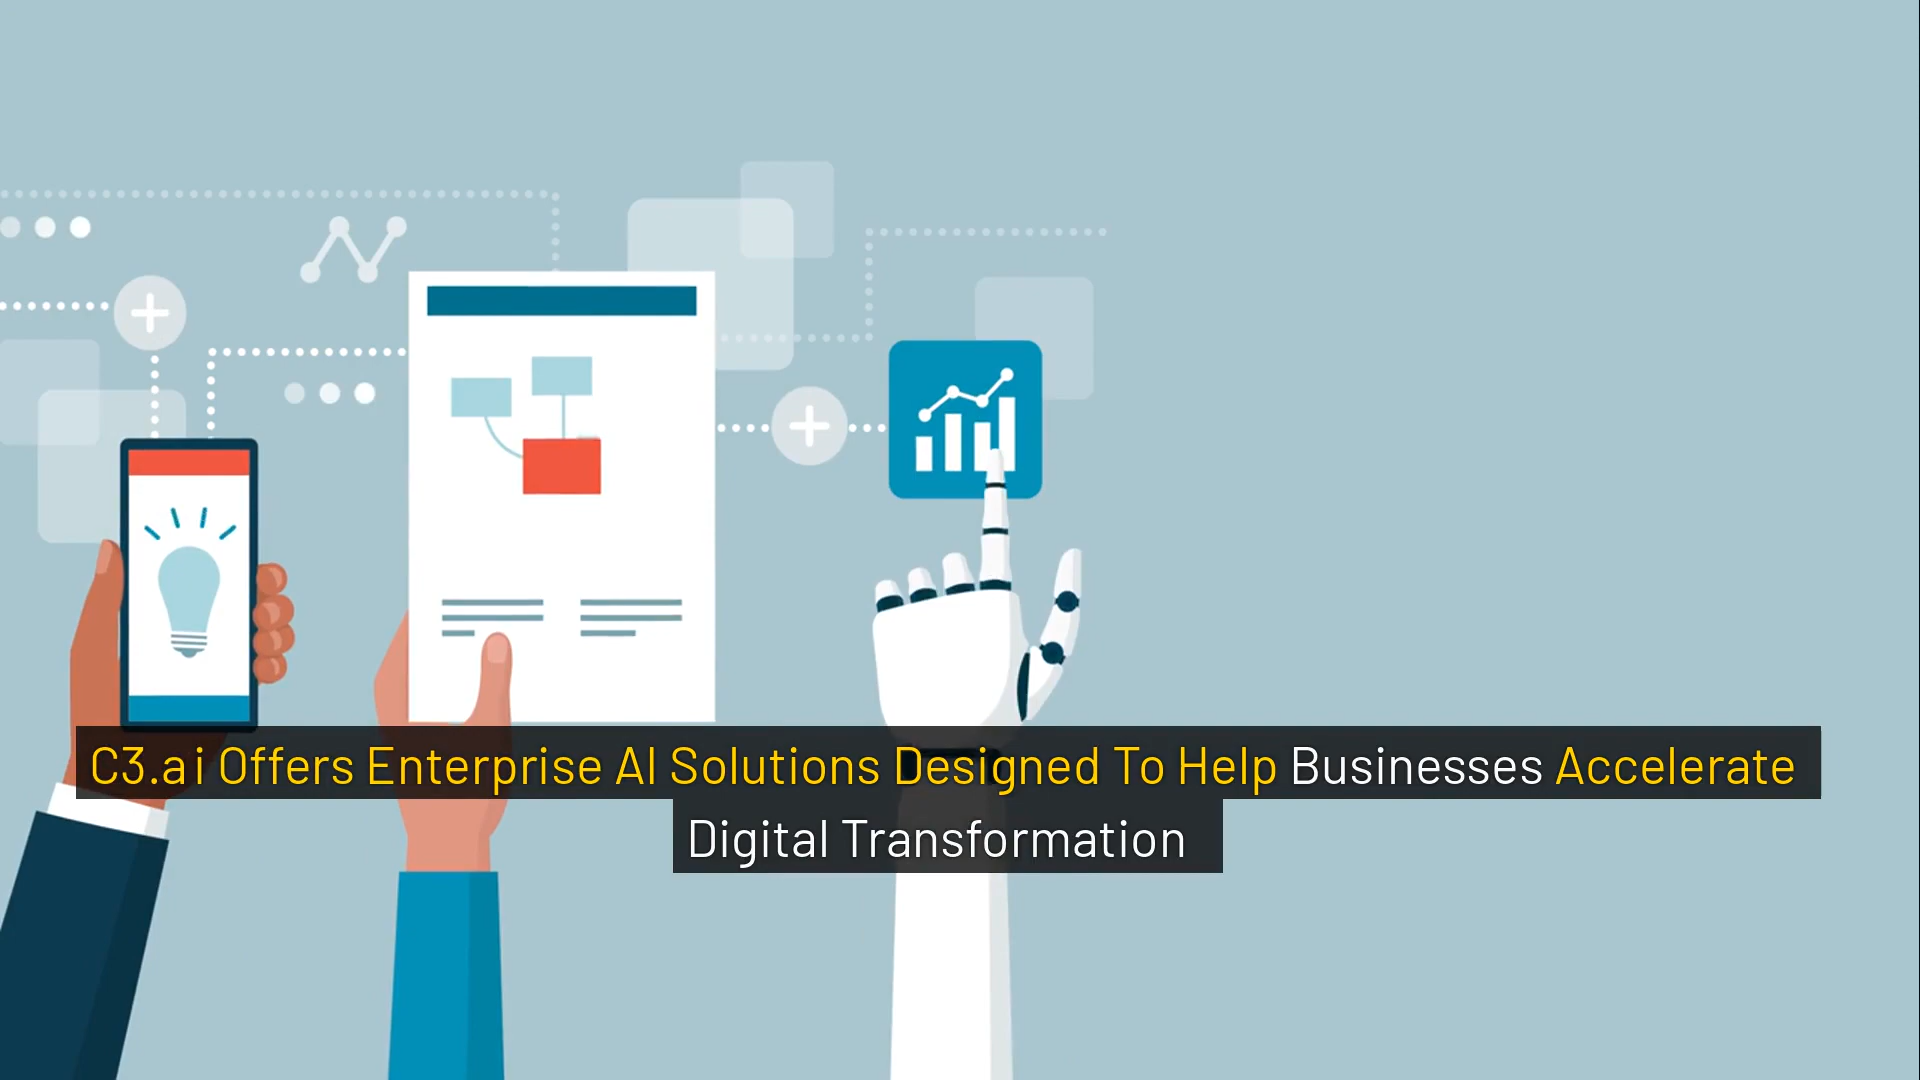 C3.ai Offers Enterprise AI Solutions Designed To Help Businesses Accelerate
Digital Transformation